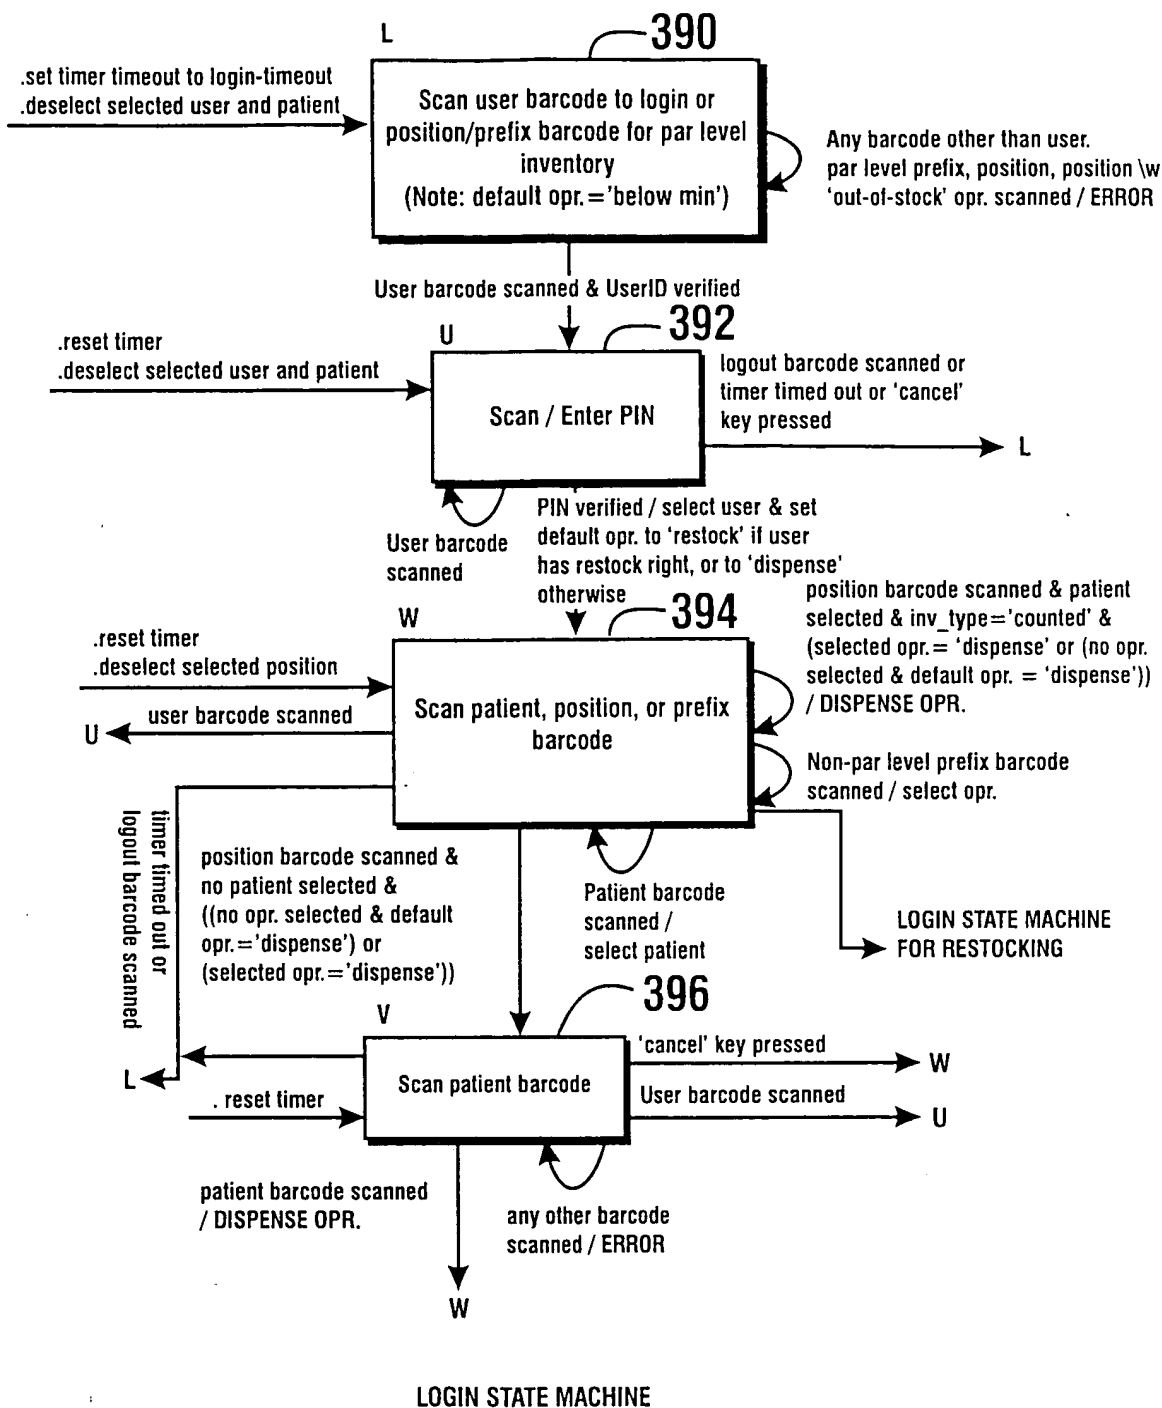 L
390
.set timer timeout to login-timeout
.deselect selected user and patient
Scan user barcode to login or
position/prefix barcode for par level
inventory
(Note: default opr.='below min')
Any barcode other than user.
par level prefix, position, position \w
'out-of-stock' opr. scanned / ERROR
User barcode scanned & UserID verified
U
392
.reset timer
.deselect selected user and patient
Scan / Enter PIN
logout barcode scanned or
timer timed out or 'cancel'
key pressed
L
User barcode
scanned
PIN verified / select user & set
default opr. to 'restock' if user
has restock right, or to 'dispense'
otherwise
W
394
.reset timer
.deselect selected position
Scan patient, position, or prefix
barcode
position barcode scanned & patient
selected & inv_type='counted' &
(selected opr.= 'dispense' or (no opr.
selected & default opr. = 'dispense'))
/ DISPENSE OPR.
user barcode scanned
U
Non-par level prefix barcode
scanned / select opr.
timer timed out or
logout barcode scanned
position barcode scanned &
no patient selected &
((no opr. selected & default
opr.='dispense') or
(selected opr.='dispense'))
Patient barcode
scanned /
select patient
LOGIN STATE MACHINE
FOR RESTOCKING
V
396
L
Scan patient barcode
'cancel' key pressed
W
. reset timer
User barcode scanned
U
patient barcode scanned
/ DISPENSE OPR.
any other barcode
scanned / ERROR
W
LOGIN STATE MACHINE